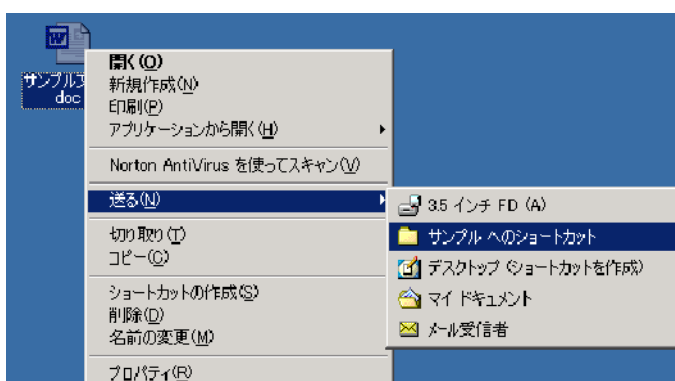 サンプル
doc
開く(O)
新規作成(N)
印刷(P)
アプリケーションから開く(H)
Norton AntiVirus を使ってスキャン(V)
送る(N)
切り取り(T)
コピー(C)
ショートカットの作成(S)
削除(D)
名前の変更(M)
プロパティ(R)
3.5 インチ FD (A)
サンプル へのショートカット
デスクトップ (ショートカットを作成)
マイ ドキュメント
メール受信者